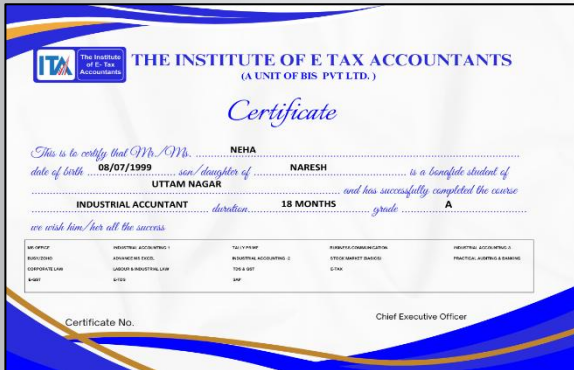 ITA The Institute of E- Tax Accountants
THE INSTITUTE OF E TAX ACCOUNTANTS
(A UNIT OF BIS PVT LTD. )
Certificate
This is to certify that Mr./Ms. NEHA
date of birth 08/07/1999 son/daughter of NARESH is a bonafide student of
UTTAM NAGAR and has successfully completed the course
INDUSTRIAL ACCOUNTANT duration 18 MONTHS grade A
we wish him/her all the success
MS OFFICE INDUSTRIAL ACCOUNTING 1 TALLY PRIME BUSINESS COMMUNICATION INDUSTRIAL ACCOUNTING 3
ADVANCE MS EXCEL INDUSTRIAL ACCOUNTING 2 STOCK MARKET (BASICS) PRACTICAL AUDITING & BANKING
CORPORATE LAW LABOUR & INDUSTRIAL LAW TDS & GST E-TAX
E-GST E-TDS SAP
Certificate No. Chief Executive Officer